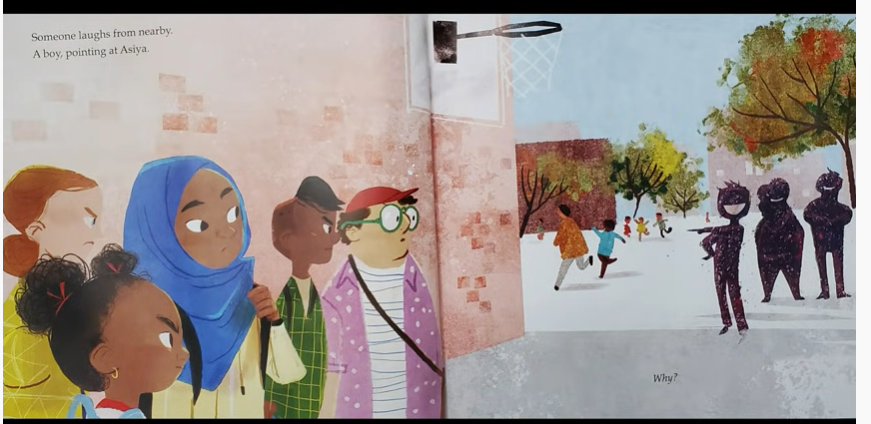 Someone laughs from nearby.
A boy, pointing at Asiya.
Why?